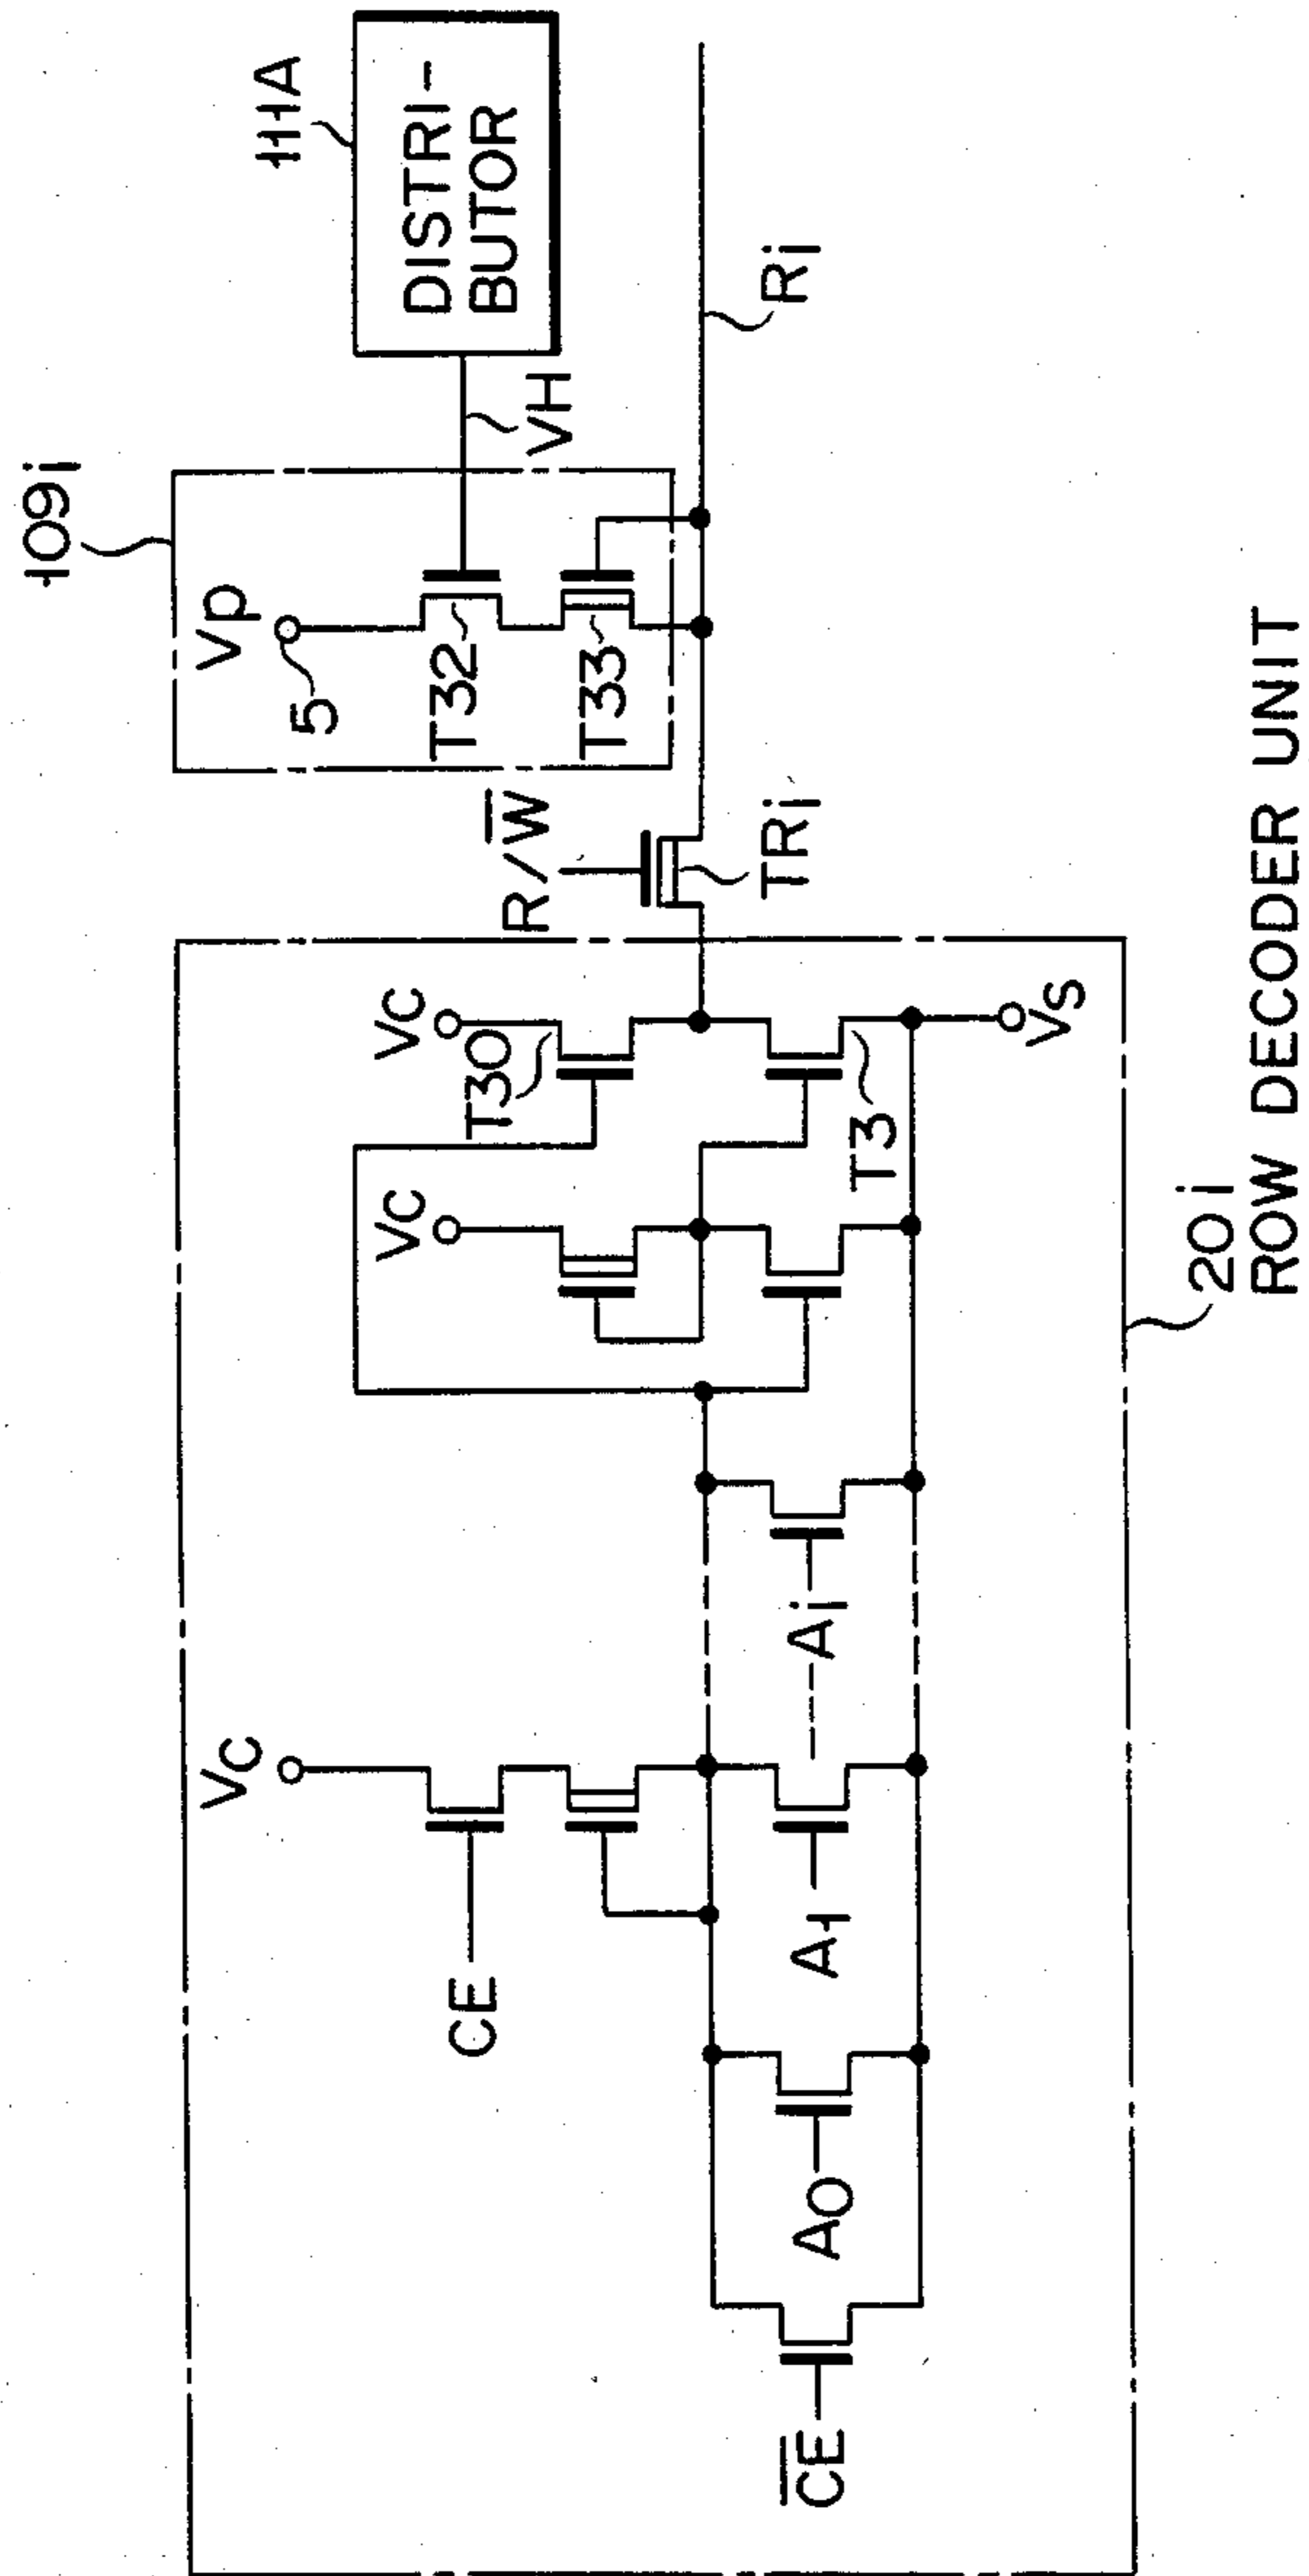 109i
111A
Vp
5
T32
T33
VH
DISTRI-
BUTOR
R/W̅
TRi
Ri
Vc
CE
Vc
Vc
T30
C̅E̅
A0
A1
Ai
T3
Vs
20i
ROW DECODER UNIT